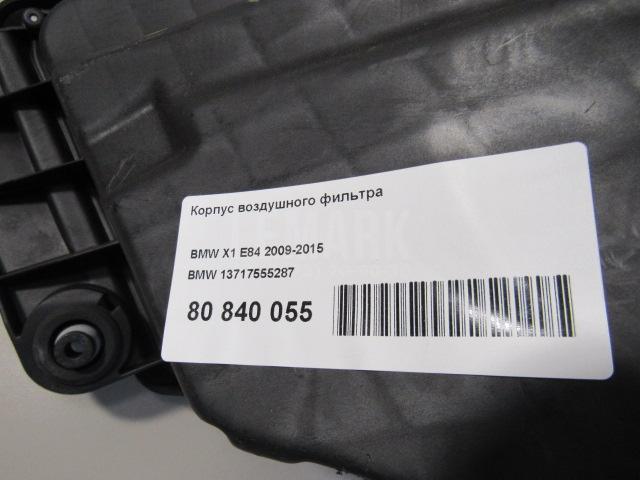 Корпус воздушного фильтра
BMW X1 E84 2009-2015
BMW 13717555287
80 840 055